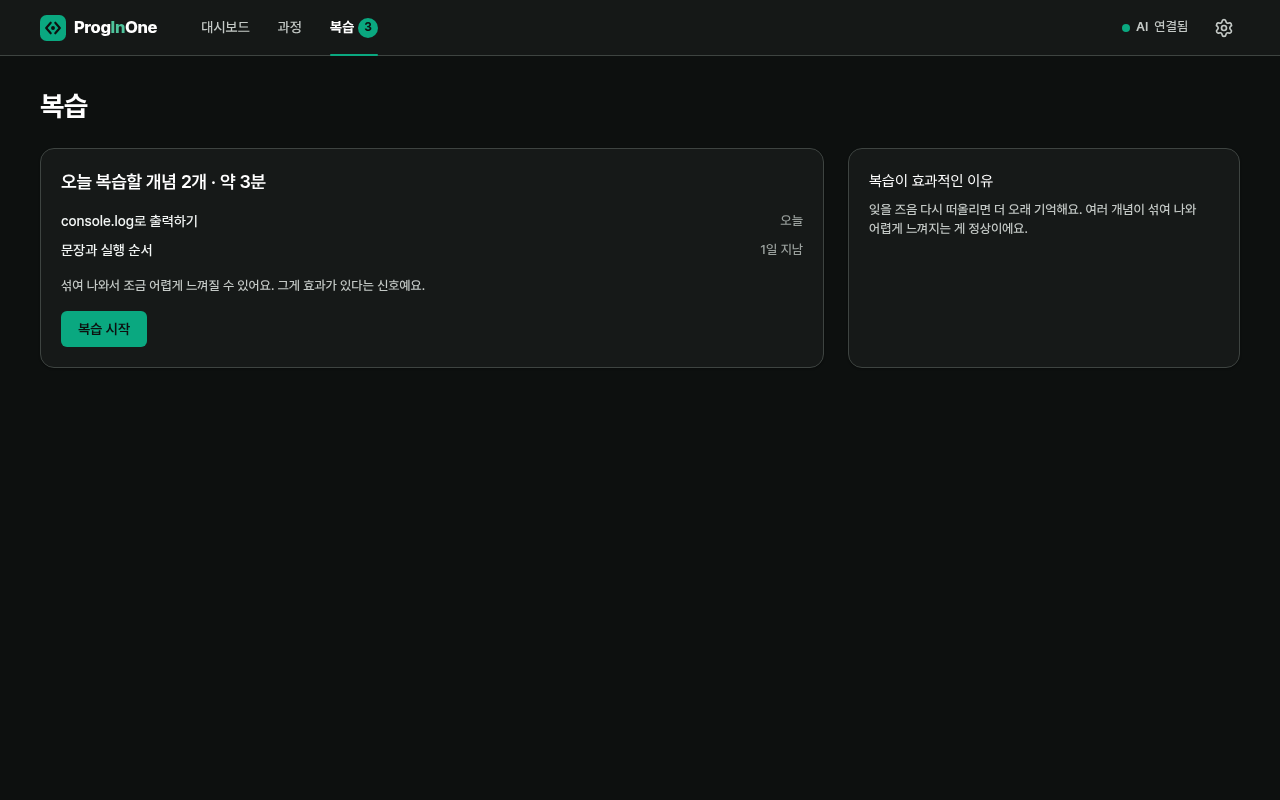 ProgInOne
대시보드
과정
복습 3
AI 연결됨
복습
오늘 복습할 개념 2개 · 약 3분
console.log로 출력하기
오늘
문장과 실행 순서
1일 지남
섞여 나와서 조금 어렵게 느껴질 수 있어요. 그게 효과가 있다는 신호예요.
복습 시작
복습이 효과적인 이유
잊을 즈음 다시 떠올리면 더 오래 기억해요. 여러 개념이 섞여 나와
어렵게 느껴지는 게 정상이에요.